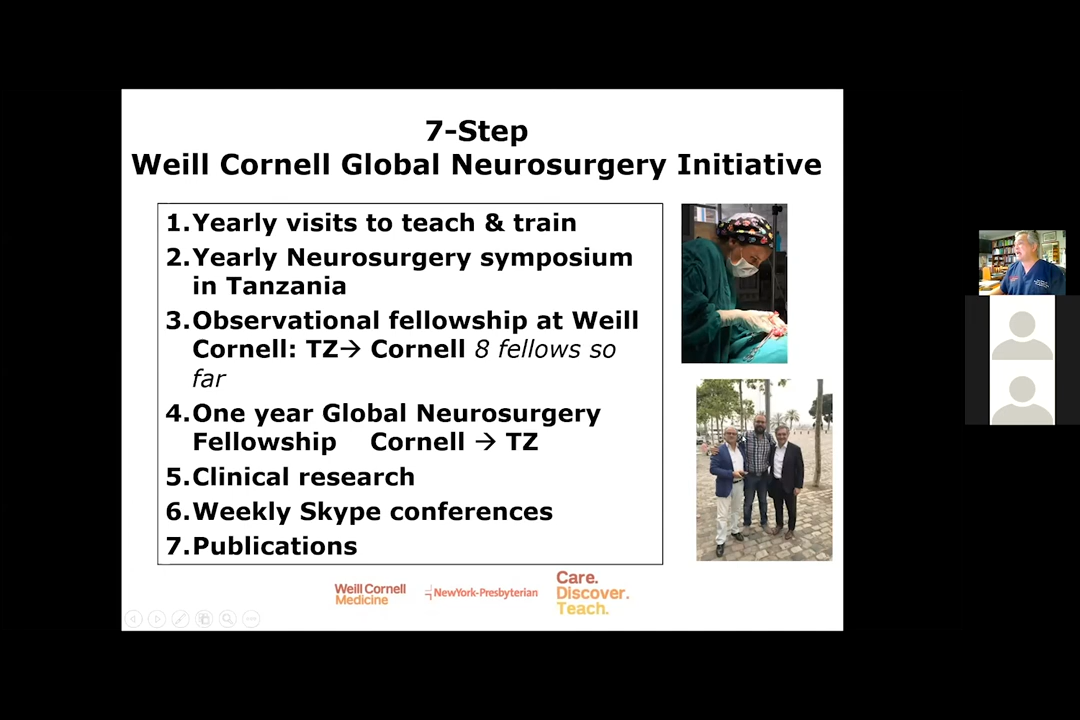 7-Step
Weill Cornell Global Neurosurgery Initiative
1.Yearly visits to teach & train
2.Yearly Neurosurgery symposium
in Tanzania
3.Observational fellowship at Weill
Cornell: TZ→ Cornell 8 fellows so
far
4.One year Global Neurosurgery
Fellowship Cornell → TZ
5.Clinical research
6.Weekly Skype conferences
7.Publications
Weill Cornell
Medicine
NewYork-Presbyterian
Care.
Discover.
Teach.